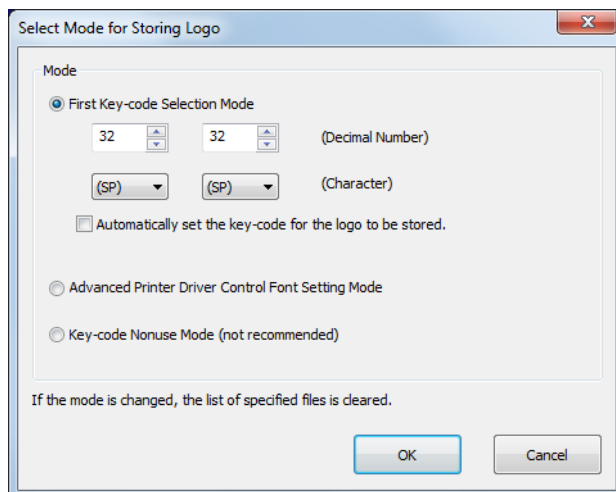 Select Mode for Storing Logo
Mode
First Key-code Selection Mode
32 32 (Decimal Number)
(SP) (SP) (Character)
Automatically set the key-code for the logo to be stored.
Advanced Printer Driver Control Font Setting Mode
Key-code Nonuse Mode (not recommended)
If the mode is changed, the list of specified files is cleared.
OK Cancel